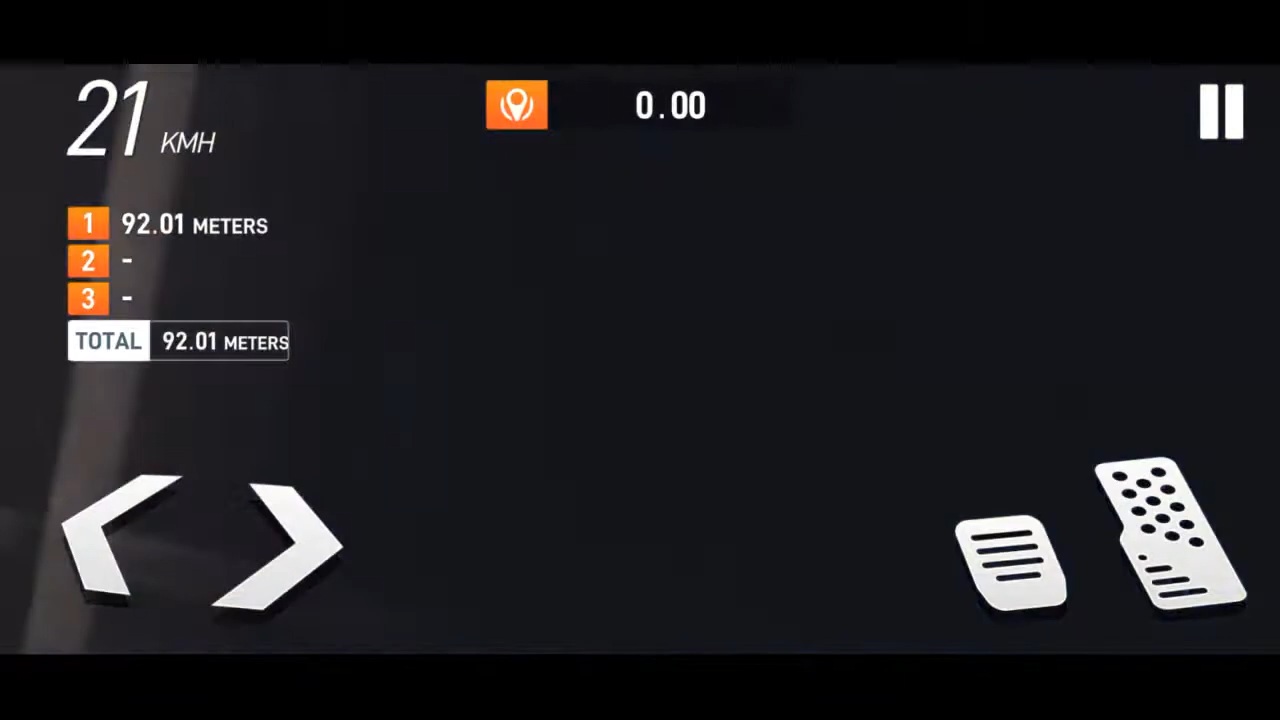 21 KMH
0.00
1 92.01 METERS
2 -
3 -
TOTAL 92.01 METERS